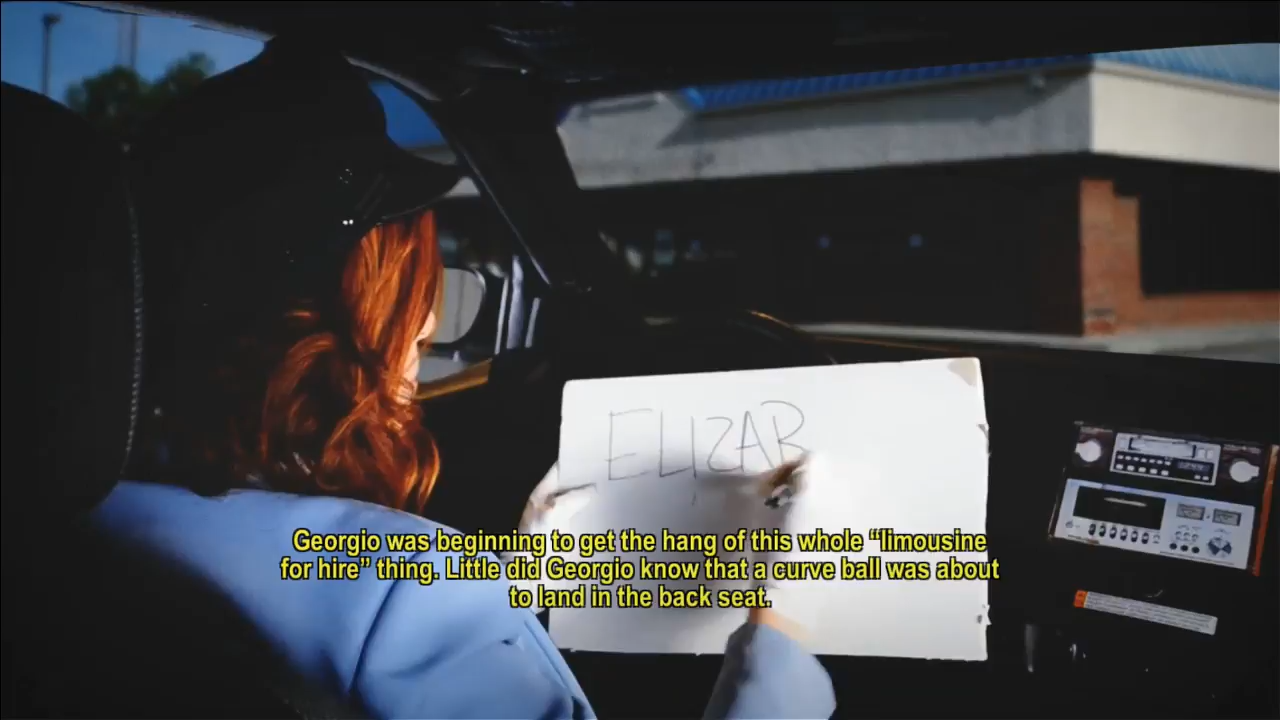 ELIZAB
Georgio was beginning to get the hang of this whole “limousine
for hire” thing. Little did Georgio know that a curve ball was about
to land in the back seat.